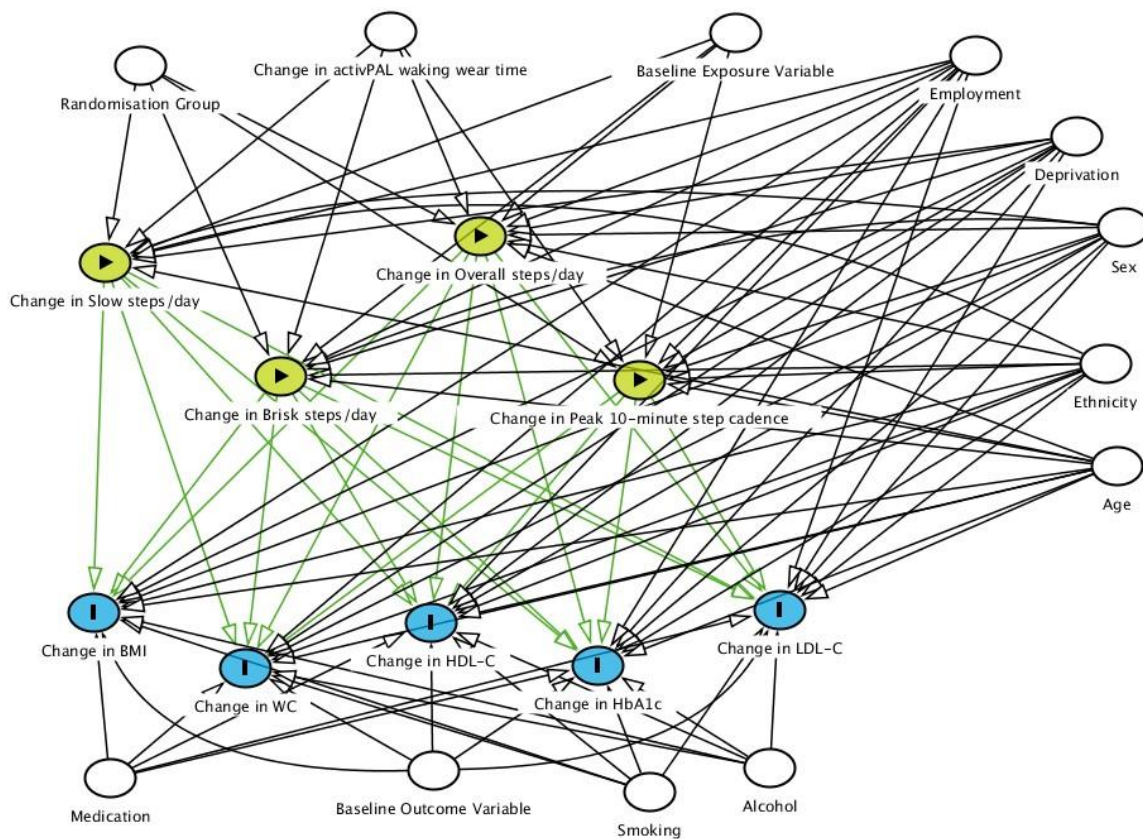 Change in activPAL waking wear time
Baseline Exposure Variable
Employment
Randomisation Group
Deprivation
Sex
Change in Overall steps/day
Change in Slow steps/day
Ethnicity
Change in Brisk steps/day
Change in Peak 10-minute step cadence
Age
Change in BMI
Change in HDL-C
Change in LDL-C
Change in WC
Change in HbA1c
Medication
Baseline Outcome Variable
Smoking
Alcohol